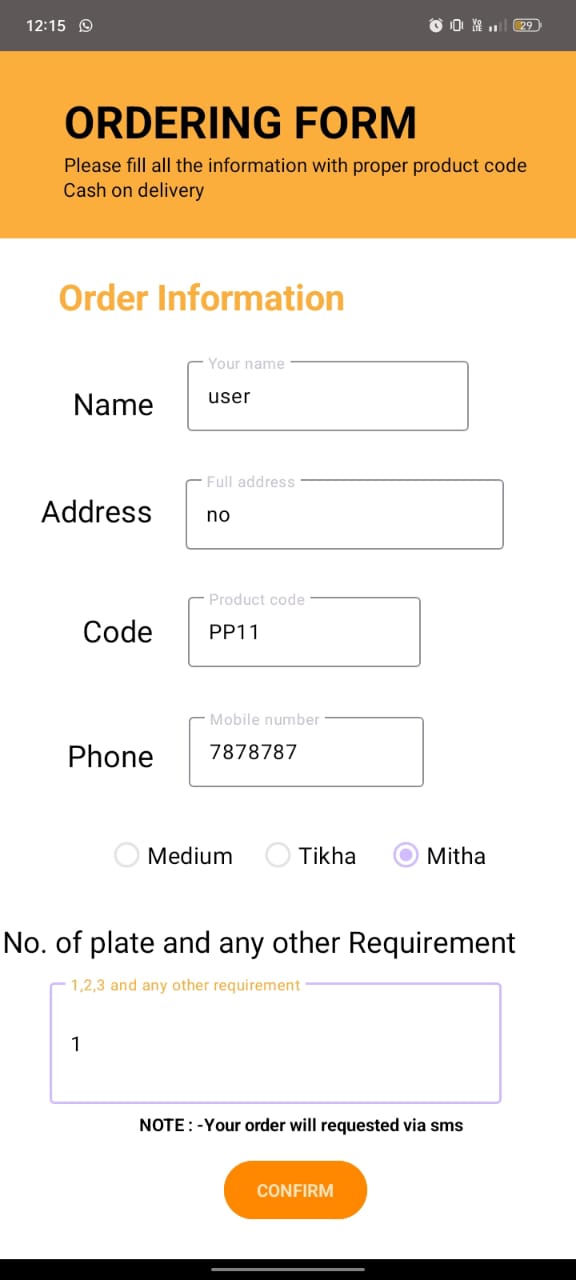 12:15
Vo LTE 29
ORDERING FORM
Please fill all the information with proper product code
Cash on delivery
Order Information
Your name
Name user
Full address
Address no
Product code
Code PP11
Mobile number
Phone 7878787
Medium Tikha Mitha
No. of plate and any other Requirement
1,2,3 and any other requirement
1
NOTE : -Your order will requested via sms
CONFIRM